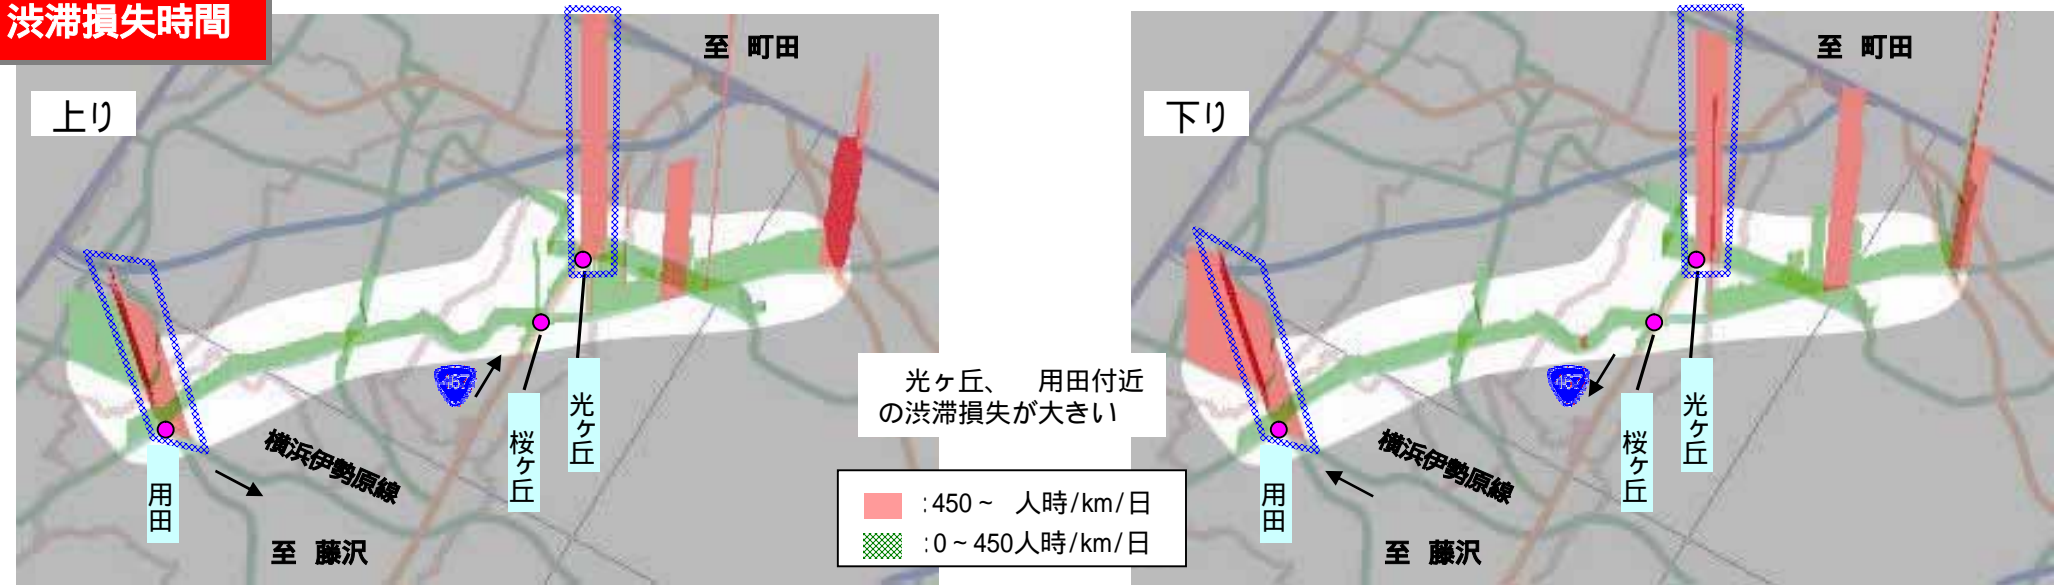 渋滞損失時間
上り
至 町田
467
用田
桜ヶ丘
光ヶ丘
横浜伊勢原線
至 藤沢
光ヶ丘、 用田付近
の渋滞損失が大きい
:450~ 人時/km/日
:0~450人時/km/日
下り
至 町田
467
用田
桜ヶ丘
光ヶ丘
横浜伊勢原線
至 藤沢